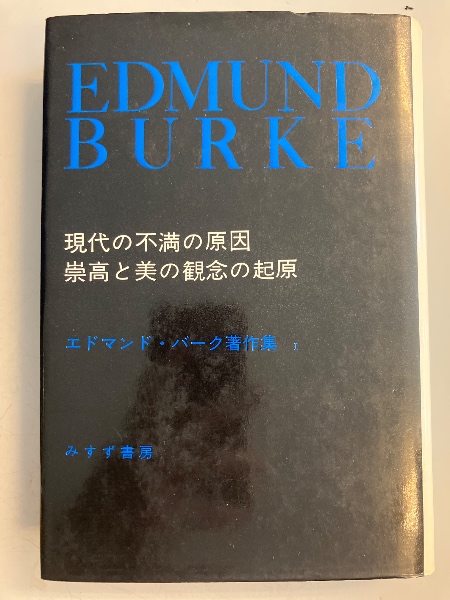 EDMUND
BURKE
現代の不満の原因
崇高と美の観念の起原
エドマンド・バーク著作集 1
みすず書房